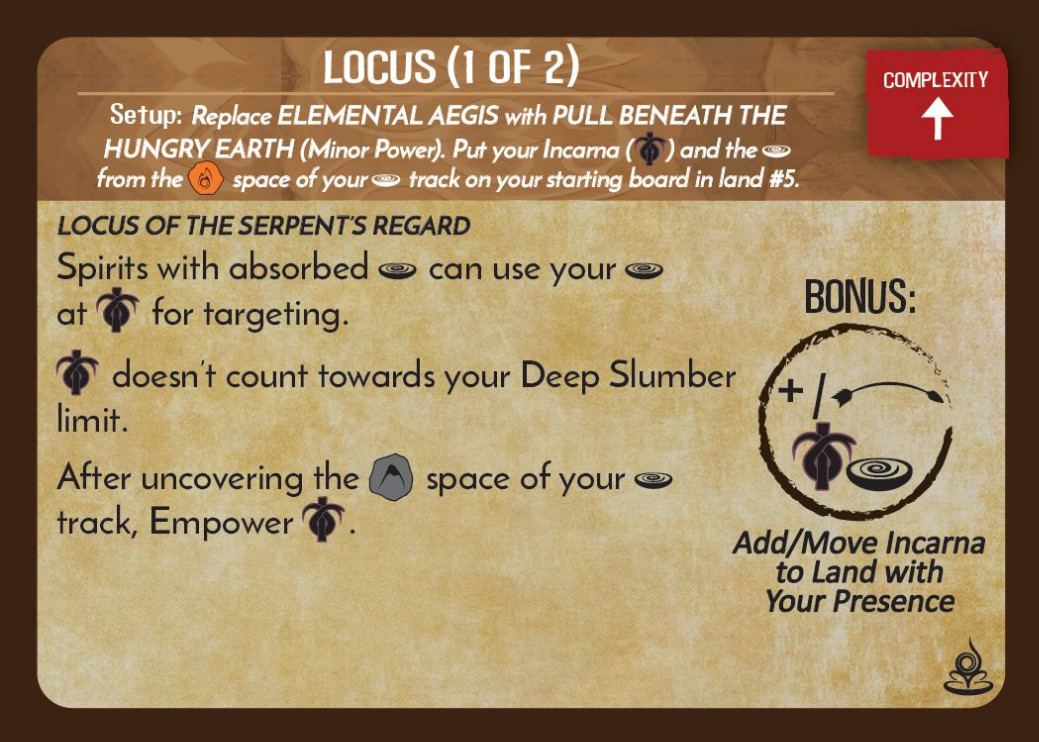 LOCUS (1 OF 2)
COMPLEXITY
Setup: Replace ELEMENTAL AEGIS with PULL BENEATH THE
HUNGRY EARTH (Minor Power). Put your Incarna ( ) and the
from the space of your track on your starting board in land #5.
LOCUS OF THE SERPENT'S REGARD
Spirits with absorbed can use your
at for targeting.
doesn't count towards your Deep Slumber
limit.
After uncovering the space of your
track, Empower .
BONUS:
+ /
Add/Move Incarna
to Land with
Your Presence